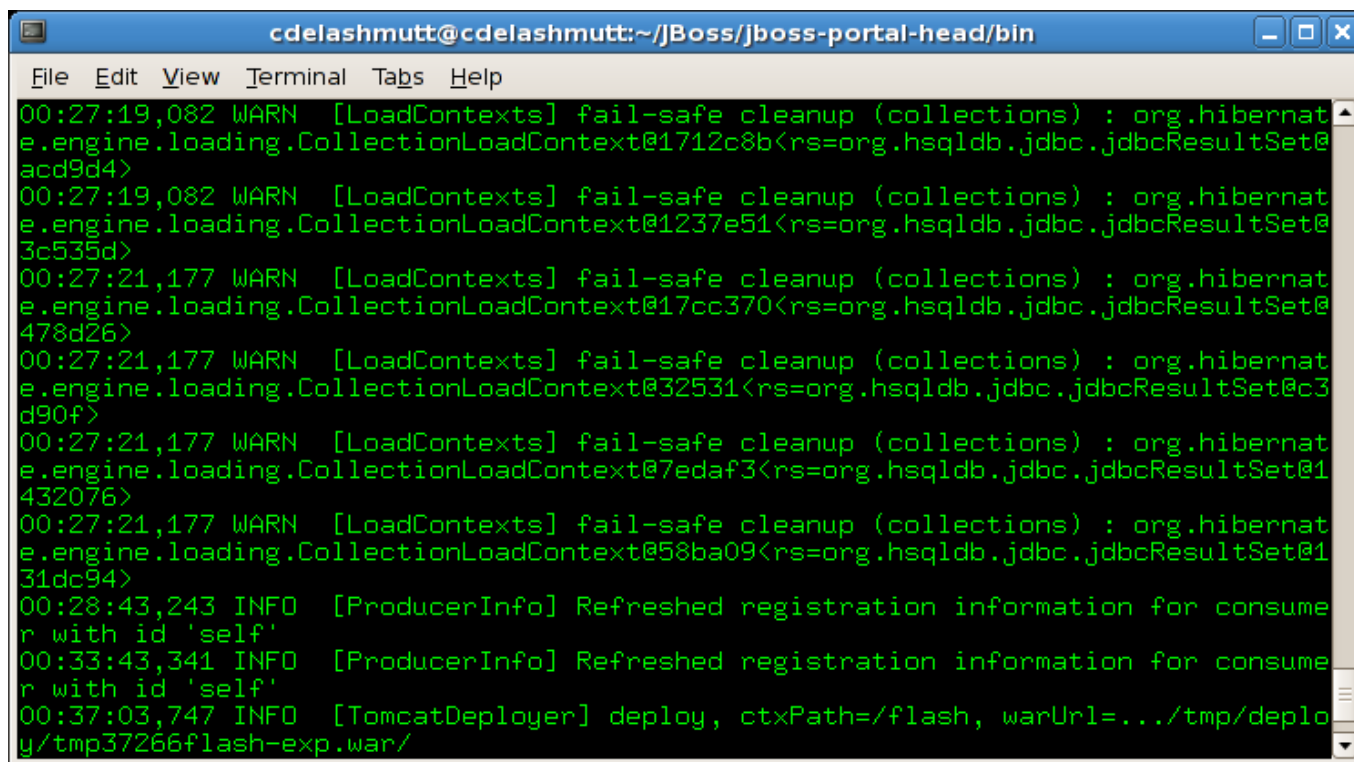 cdelashmutt@cdelashmutt:~/JBoss/jboss-portal-head/bin
File Edit View Terminal Tabs Help
00:27:19,082 WARN  [LoadContexts] fail-safe cleanup (collections) : org.hibernat
e.engine.loading.CollectionLoadContext@1712c8b<rs=org.hsqldb.jdbc.jdbcResultSet@
acd9d4>
00:27:19,082 WARN  [LoadContexts] fail-safe cleanup (collections) : org.hibernat
e.engine.loading.CollectionLoadContext@1237e51<rs=org.hsqldb.jdbc.jdbcResultSet@
3c535d>
00:27:21,177 WARN  [LoadContexts] fail-safe cleanup (collections) : org.hibernat
e.engine.loading.CollectionLoadContext@17cc370<rs=org.hsqldb.jdbc.jdbcResultSet@
478d26>
00:27:21,177 WARN  [LoadContexts] fail-safe cleanup (collections) : org.hibernat
e.engine.loading.CollectionLoadContext@32531<rs=org.hsqldb.jdbc.jdbcResultSet@c3
d90f>
00:27:21,177 WARN  [LoadContexts] fail-safe cleanup (collections) : org.hibernat
e.engine.loading.CollectionLoadContext@7edaf3<rs=org.hsqldb.jdbc.jdbcResultSet@1
432076>
00:27:21,177 WARN  [LoadContexts] fail-safe cleanup (collections) : org.hibernat
e.engine.loading.CollectionLoadContext@58ba09<rs=org.hsqldb.jdbc.jdbcResultSet@1
31dc94>
00:28:43,243 INFO  [ProducerInfo] Refreshed registration information for consume
r with id 'self'
00:33:43,341 INFO  [ProducerInfo] Refreshed registration information for consume
r with id 'self'
00:37:03,747 INFO  [TomcatDeployer] deploy, ctxPath=/flash, warUrl=.../tmp/deplo
y/tmp37266flash-exp.war/